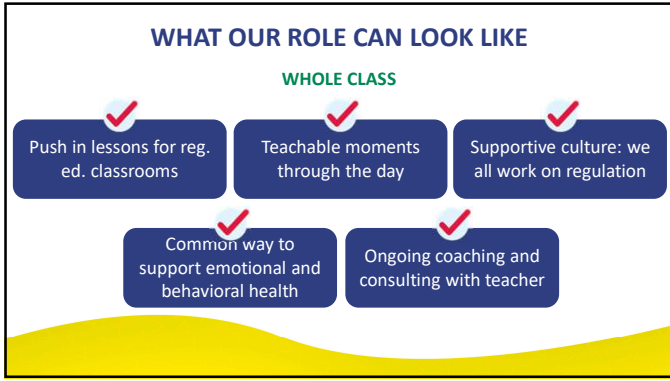 WHAT OUR ROLE CAN LOOK LIKE
WHOLE CLASS
Push in lessons for reg.
ed. classrooms
Teachable moments
through the day
Supportive culture: we
all work on regulation
Common way to
support emotional and
behavioral health
Ongoing coaching and
consulting with teacher